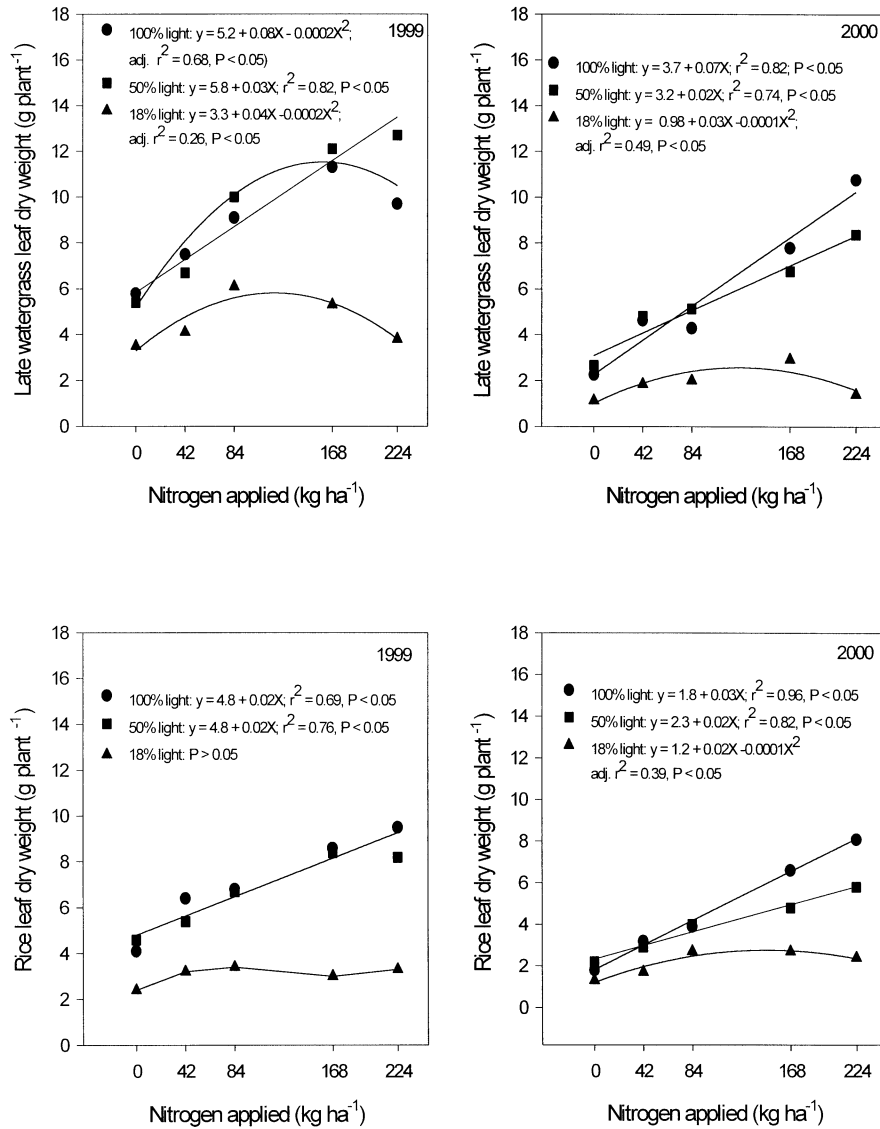 1999
100% light: y = 5.2 + 0.08X - 0.0002X²;
adj. r² = 0.68, P < 0.05)
50% light: y = 5.8 + 0.03X; r² = 0.82, P < 0.05
18% light: y = 3.3 + 0.04X -0.0002X²;
adj. r² = 0.26, P < 0.05
Late watergrass leaf dry weight (g plant⁻¹)
18
16
14
12
10
8
6
4
2
0
0 42 84 168 224
Nitrogen applied (kg ha⁻¹)
2000
100% light: y = 3.7 + 0.07X; r² = 0.82; P < 0.05
50% light: y = 3.2 + 0.02X; r² = 0.74, P < 0.05
18% light: y = 0.98 + 0.03X -0.0001X²;
adj. r² = 0.49, P < 0.05
Late watergrass leaf dry weight (g plant⁻¹)
18
16
14
12
10
8
6
4
2
0
0 42 84 168 224
Nitrogen applied (kg ha⁻¹)
1999
100% light: y = 4.8 + 0.02X; r² = 0.69, P < 0.05
50% light: y = 4.8 + 0.02X; r² = 0.76, P < 0.05
18% light: P > 0.05
Rice leaf dry weight (g plant⁻¹)
18
16
14
12
10
8
6
4
2
0
0 42 84 168 224
Nitrogen applied (kg ha⁻¹)
2000
100% light: y = 1.8 + 0.03X; r² = 0.96, P < 0.05
50% light: y = 2.3 + 0.02X; r² = 0.82, P < 0.05
18% light: y = 1.2 + 0.02X -0.0001X²
adj. r² = 0.39, P < 0.05
Rice leaf dry weight (g plant⁻¹)
18
16
14
12
10
8
6
4
2
0
0 42 84 168 224
Nitrogen applied (kg ha⁻¹)